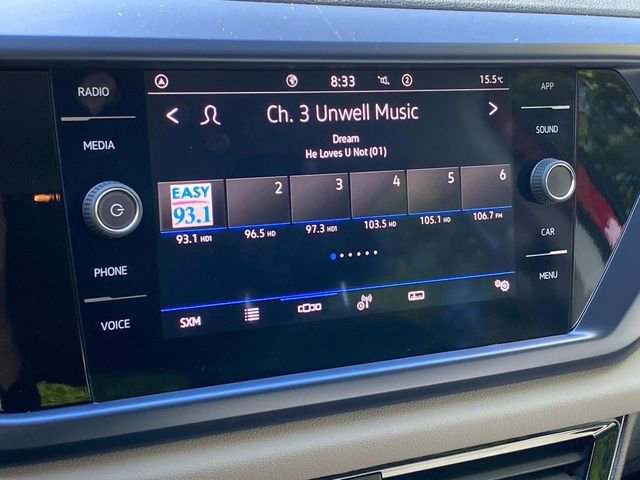 RADIO
MEDIA
PHONE
VOICE
8:33
2
15.5°C
Ch. 3 Unwell Music
Dream
He Loves U Not (01)
EASY
93.1
2
3
4
5
6
93.1 HD1
96.5 HD
97.3 HD1
103.5 HD
105.1 HD
106.7 FM
SXM
APP
SOUND
CAR
MENU